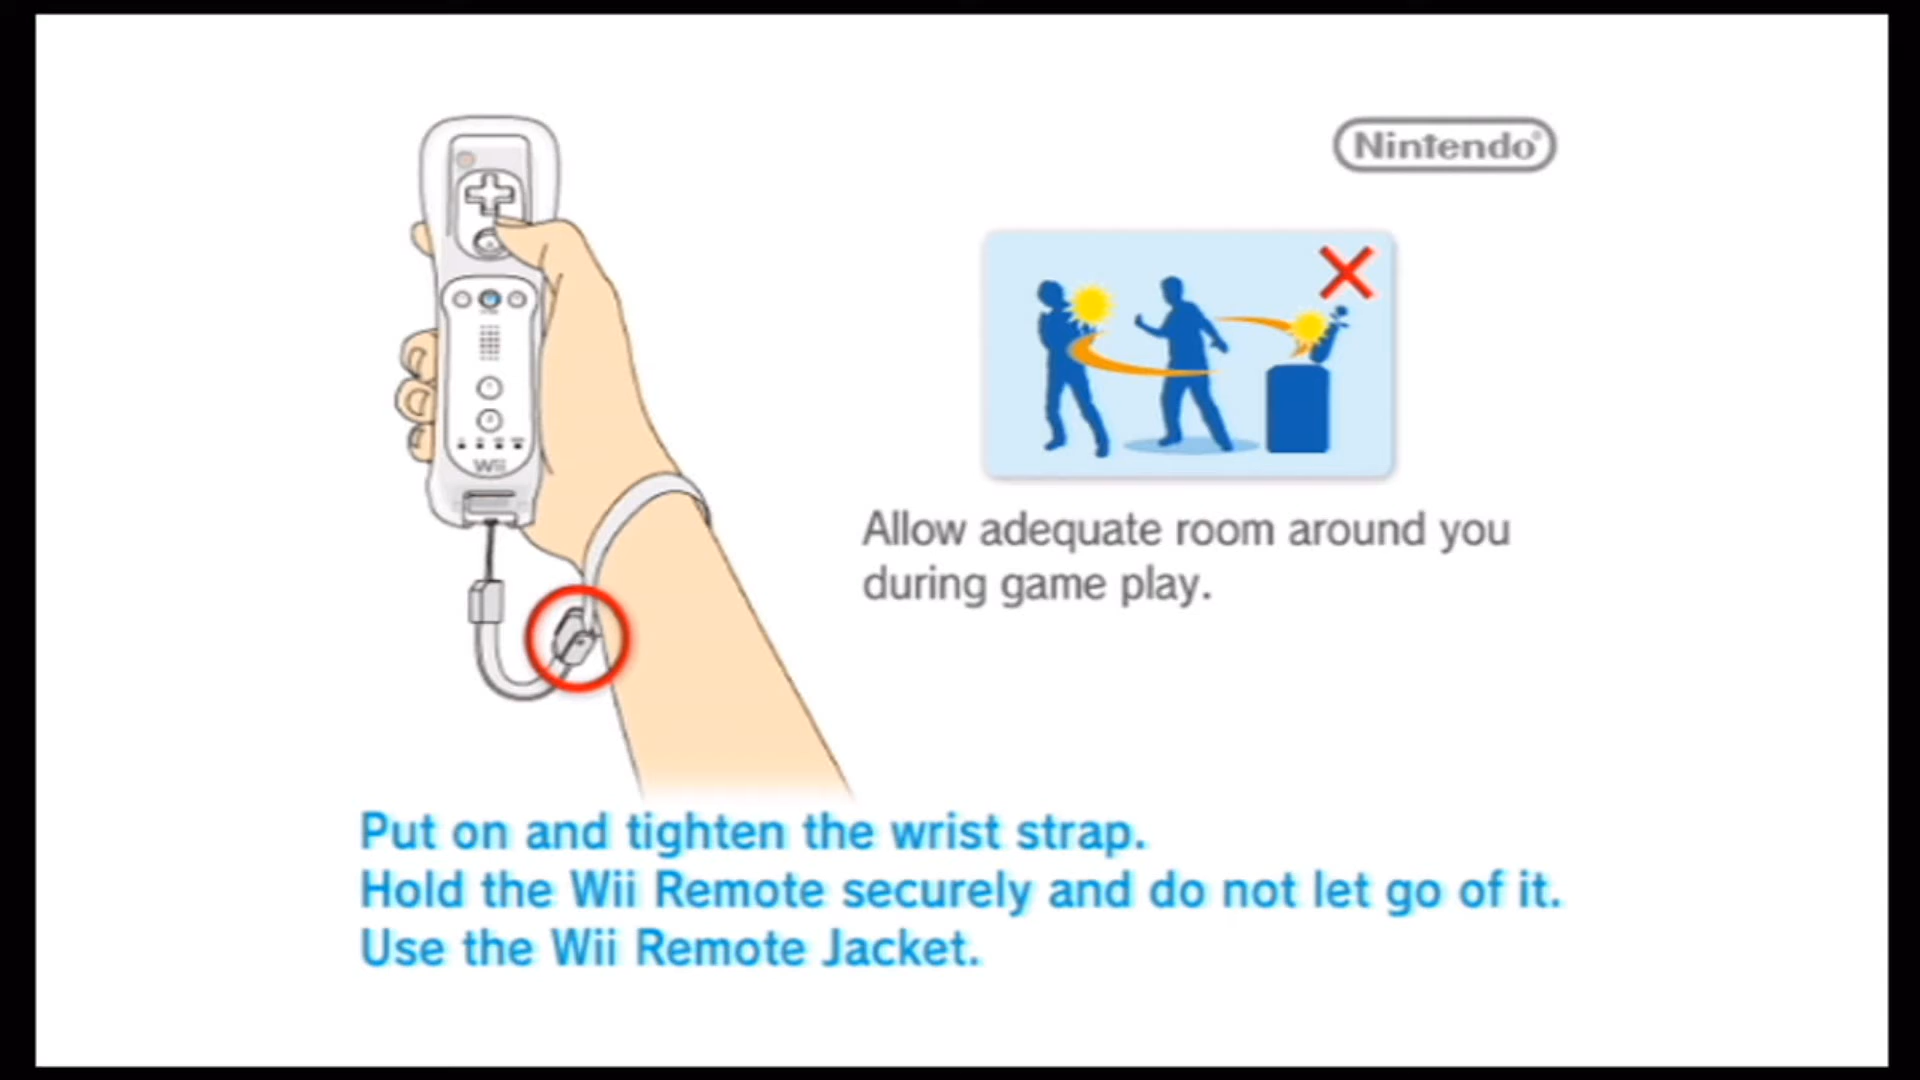 Nintendo®
Wii
Allow adequate room around you
during game play.
Put on and tighten the wrist strap.
Hold the Wii Remote securely and do not let go of it.
Use the Wii Remote Jacket.